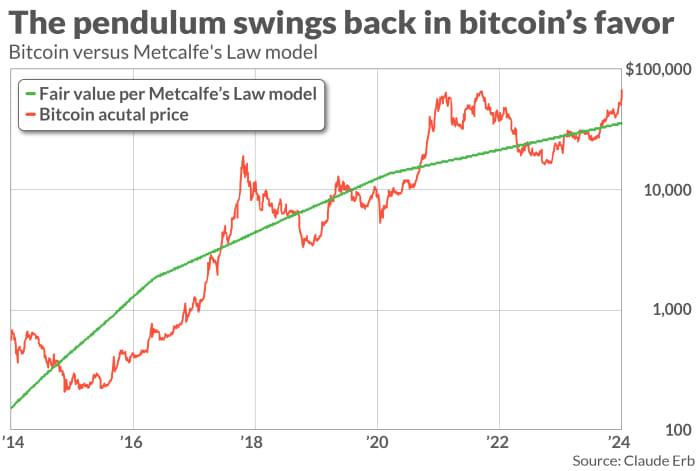 The pendulum swings back in bitcoin’s favor
Bitcoin versus Metcalfe's Law model
$100,000
Fair value per Metcalfe’s Law model
Bitcoin acutal price
10,000
1,000
100
’14 ’16 ’18 ’20 ’22 ’24
Source: Claude Erb